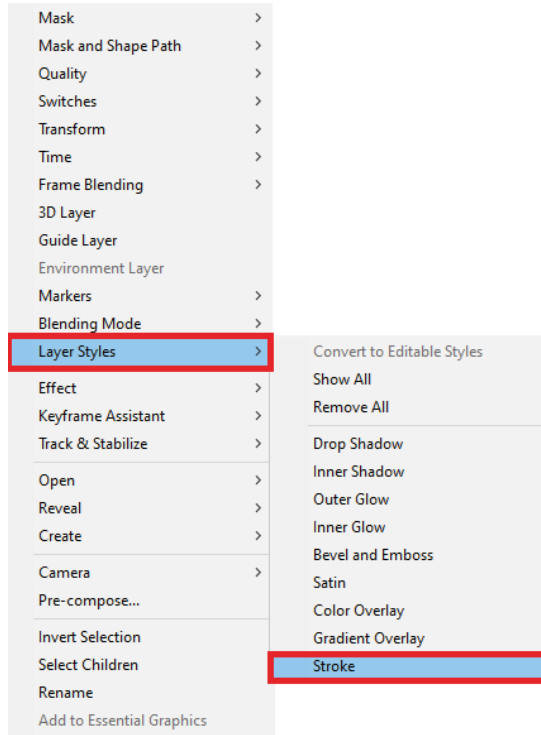 Mask
Mask and Shape Path
Quality
Switches
Transform
Time
Frame Blending
3D Layer
Guide Layer
Environment Layer
Markers
Blending Mode
Layer Styles
Effect
Keyframe Assistant
Track & Stabilize
Open
Reveal
Create
Camera
Pre-compose...
Invert Selection
Select Children
Rename
Add to Essential Graphics
Convert to Editable Styles
Show All
Remove All
Drop Shadow
Inner Shadow
Outer Glow
Inner Glow
Bevel and Emboss
Satin
Color Overlay
Gradient Overlay
Stroke